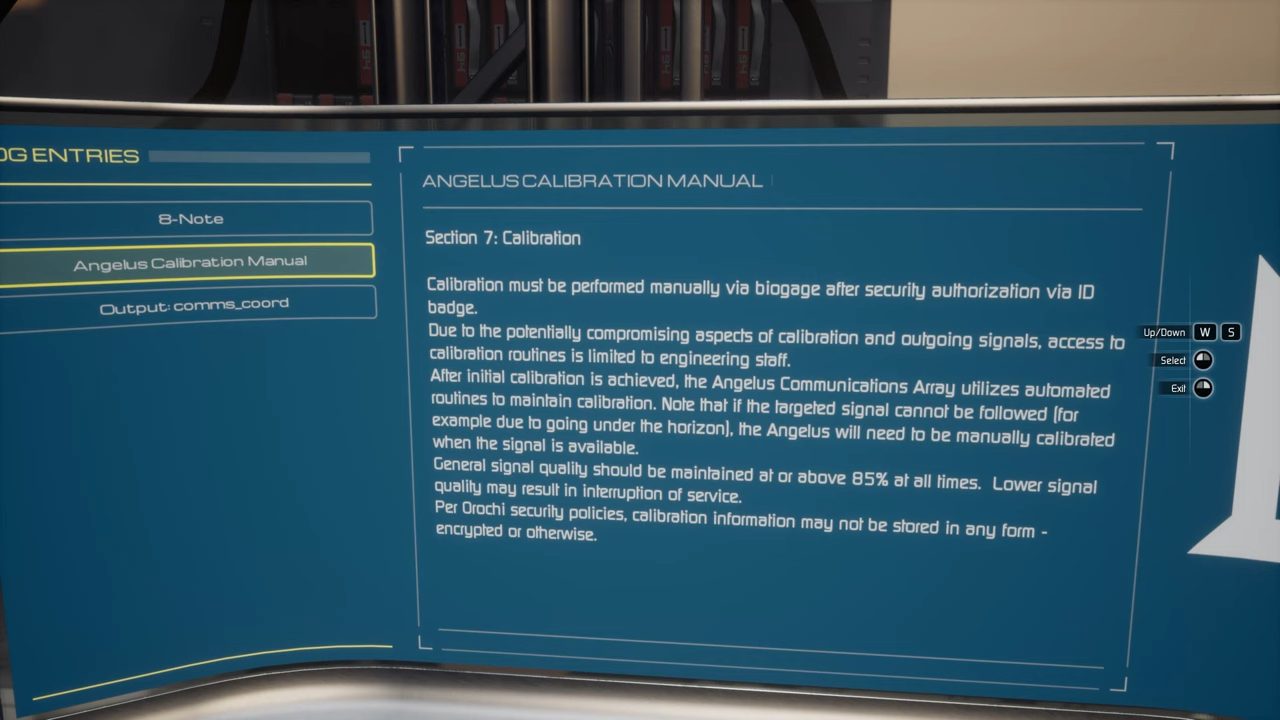 OG ENTRIES
8-Note
Angelus Calibration Manual
Output: comms_coord
ANGELUS CALIBRATION MANUAL
Section 7: Calibration
Calibration must be performed manually via biogage after security authorization via ID
badge.
Due to the potentially compromising aspects of calibration and outgoing signals, access to
calibration routines is limited to engineering staff.
After initial calibration is achieved, the Angelus Communications Array utilizes automated
routines to maintain calibration. Note that if the targeted signal cannot be followed (for
example due to going under the horizon), the Angelus will need to be manually calibrated
when the signal is available.
General signal quality should be maintained at or above 85% at all times. Lower signal
quality may result in interruption of service.
Per Orochi security policies, calibration information may not be stored in any form -
encrypted or otherwise.
Up/Down W S
Select
Exit